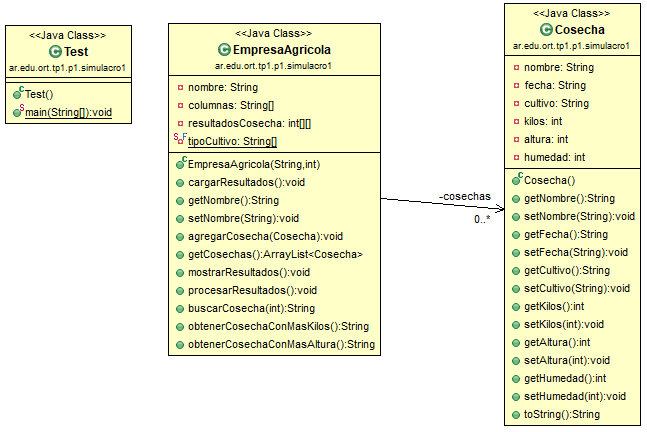 <<Java Class>>
Test
ar.edu.ort.tp1.p1.simulacro1
Test()
main(String[]):void
<<Java Class>>
EmpresaAgricola
ar.edu.ort.tp1.p1.simulacro1
nombre: String
columnas: String[]
resultadosCosecha: int[][]
tipoCultivo: String[]
EmpresaAgricola(String,int)
cargarResultados():void
getNombre():String
setNombre(String):void
agregarCosecha(Cosecha):void
getCosechas():ArrayList<Cosecha>
mostrarResultados():void
procesarResultados():void
buscarCosecha(int):String
obtenerCosechaConMasKilos():String
obtenerCosechaConMasAltura():String
-cosechas
0..*
<<Java Class>>
Cosecha
ar.edu.ort.tp1.p1.simulacro1
nombre: String
fecha: String
cultivo: String
kilos: int
altura: int
humedad: int
Cosecha()
getNombre():String
setNombre(String):void
getFecha():String
setFecha(String):void
getCultivo():String
setCultivo(String):void
getKilos():int
setKilos(int):void
getAltura():int
setAltura(int):void
getHumedad():int
setHumedad(int):void
toString():String